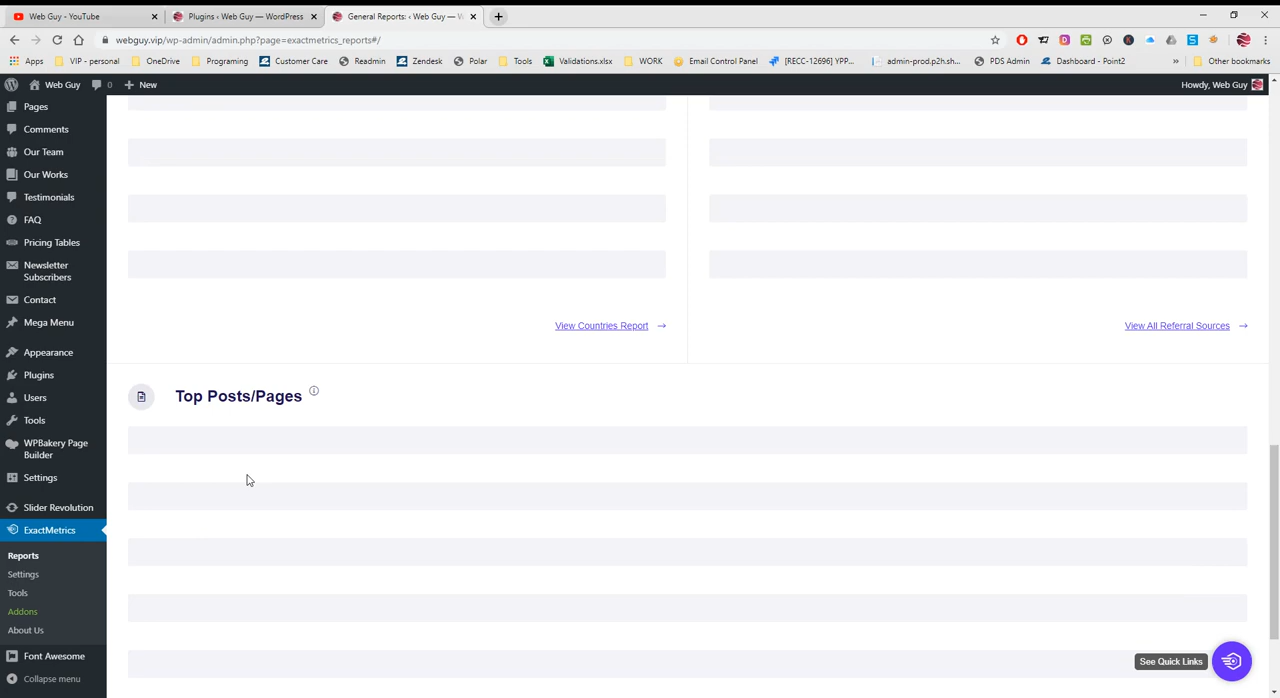 Web Guy - YouTube
Plugins ‹ Web Guy — WordPress
General Reports: ‹ Web Guy — W
webguy.vip/wp-admin/admin.php?page=exactmetrics_reports#/
Apps
VIP - personal
OneDrive
Programing
Customer Care
Readmin
Zendesk
Polar
Tools
Validations.xlsx
WORK
Email Control Panel
[RECC-12696] YPP...
admin-prod.p2h.sh...
PDS Admin
Dashboard - Point2
»
Other bookmarks
Web Guy
0
New
Howdy, Web Guy
Pages
Comments
Our Team
Our Works
Testimonials
FAQ
Pricing Tables
Newsletter
Subscribers
Contact
Mega Menu
Appearance
Plugins
Users
Tools
WPBakery Page
Builder
Settings
Slider Revolution
ExactMetrics
Reports
Settings
Tools
Addons
About Us
Font Awesome
Collapse menu
View Countries Report →
View All Referral Sources →
Top Posts/Pages
See Quick Links